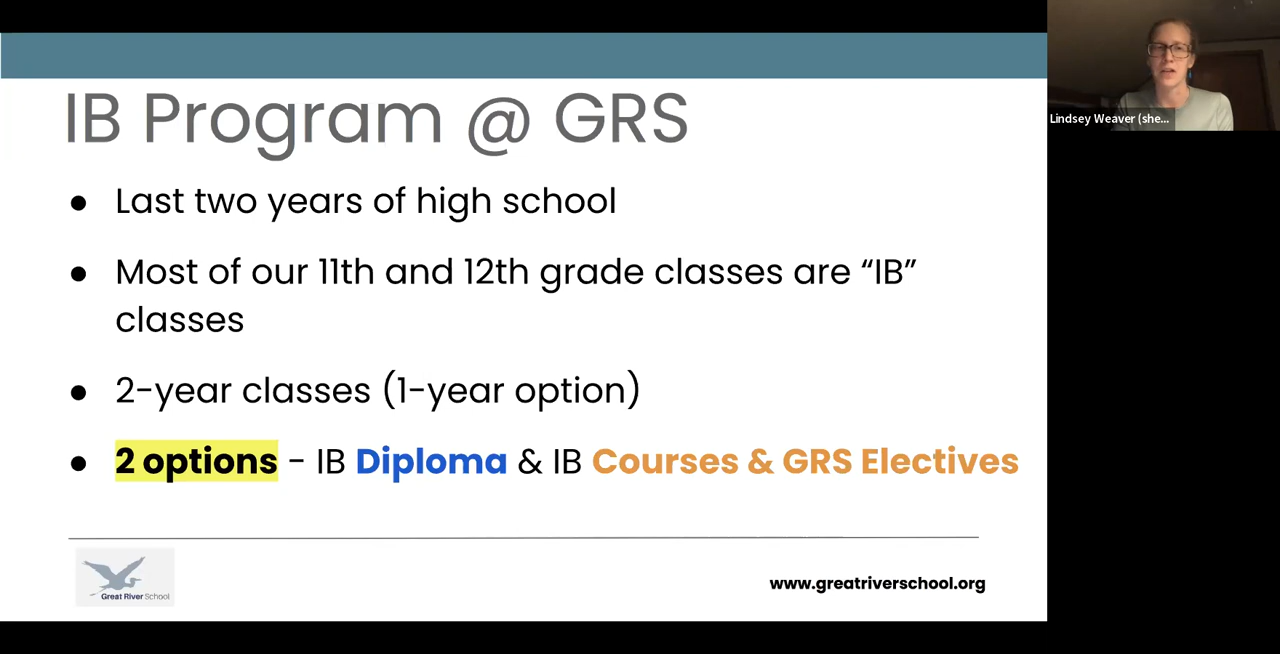 IB Program @ GRS
● Last two years of high school
● Most of our 11th and 12th grade classes are “IB”
classes
● 2-year classes (1-year option)
● 2 options - IB Diploma & IB Courses & GRS Electives
Great River School
www.greatriverschool.org
Lindsey Weaver (she...